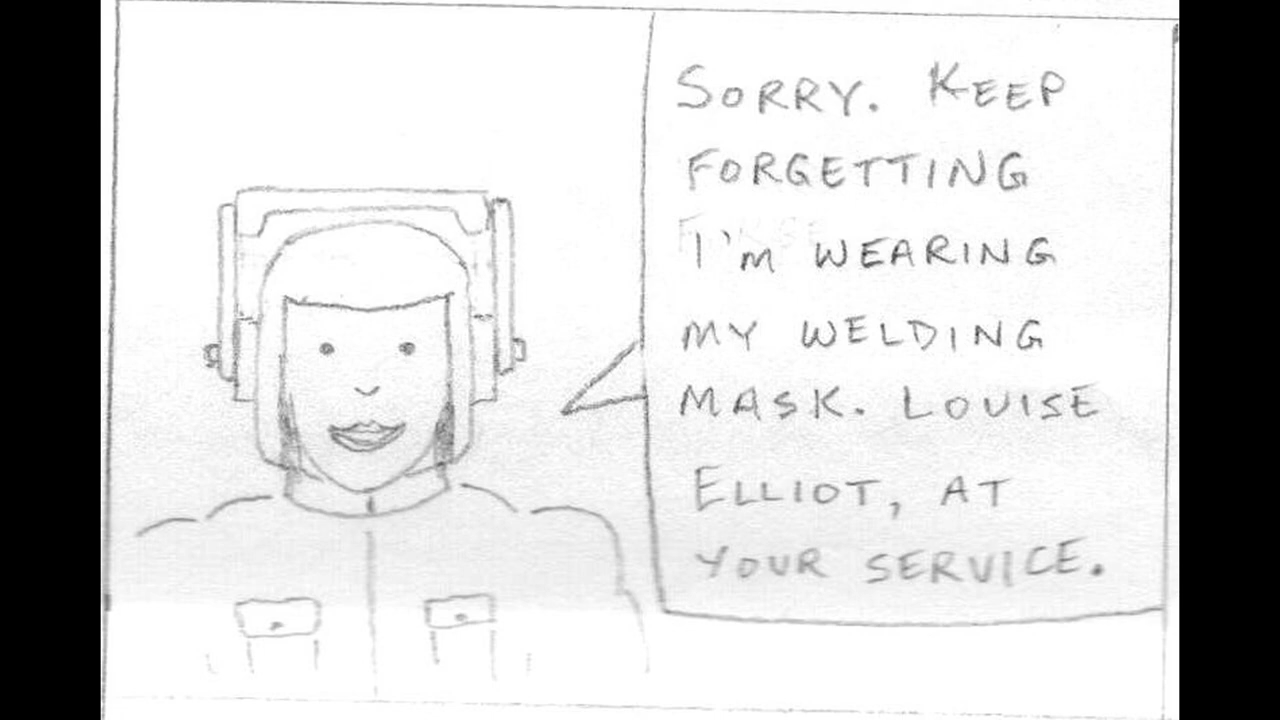 SORRY. KEEP
FORGETTING
I'M WEARING
MY WELDING
MASK. LOUISE
ELLIOT, AT
YOUR SERVICE.